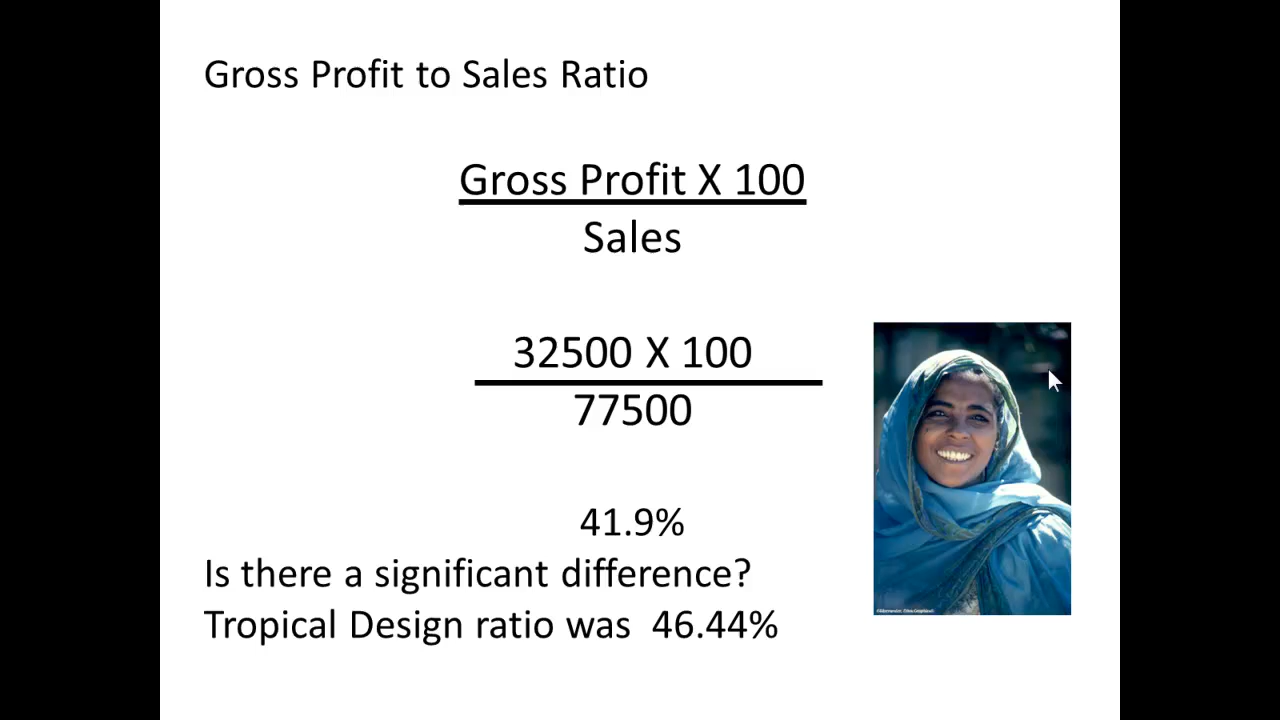 Gross Profit to Sales Ratio
Gross Profit X 100
Sales
32500 X 100
77500
41.9%
Is there a significant difference?
Tropical Design ratio was 46.44%